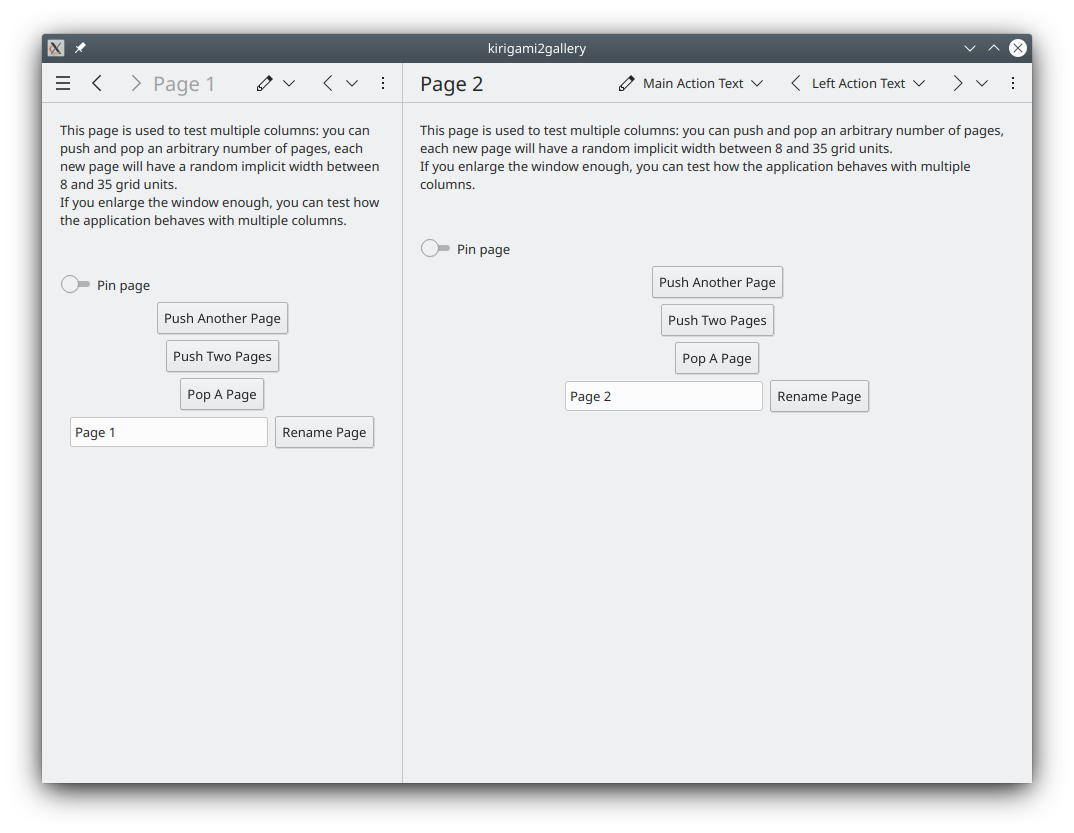 kirigami2gallery
Page 1
This page is used to test multiple columns: you can
push and pop an arbitrary number of pages, each
new page will have a random implicit width between
8 and 35 grid units.
If you enlarge the window enough, you can test how
the application behaves with multiple columns.
Pin page
Push Another Page
Push Two Pages
Pop A Page
Page 1
Rename Page
Page 2
Main Action Text
Left Action Text
This page is used to test multiple columns: you can push and pop an arbitrary number of pages,
each new page will have a random implicit width between 8 and 35 grid units.
If you enlarge the window enough, you can test how the application behaves with multiple
columns.
Pin page
Push Another Page
Push Two Pages
Pop A Page
Page 2
Rename Page